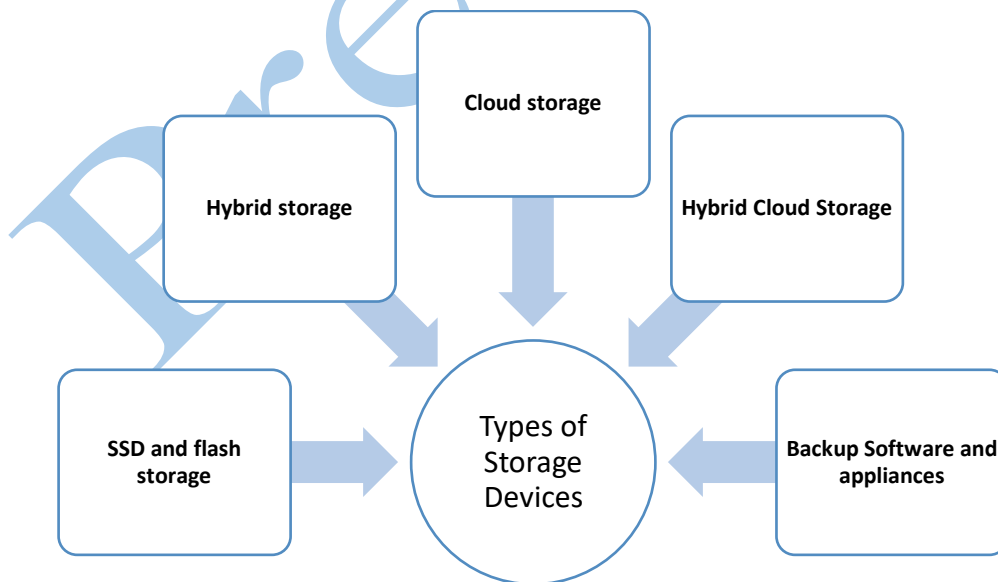 Cloud storage
Hybrid storage
Hybrid Cloud Storage
SSD and flash
storage
Types of
Storage
Devices
Backup Software and
appliances